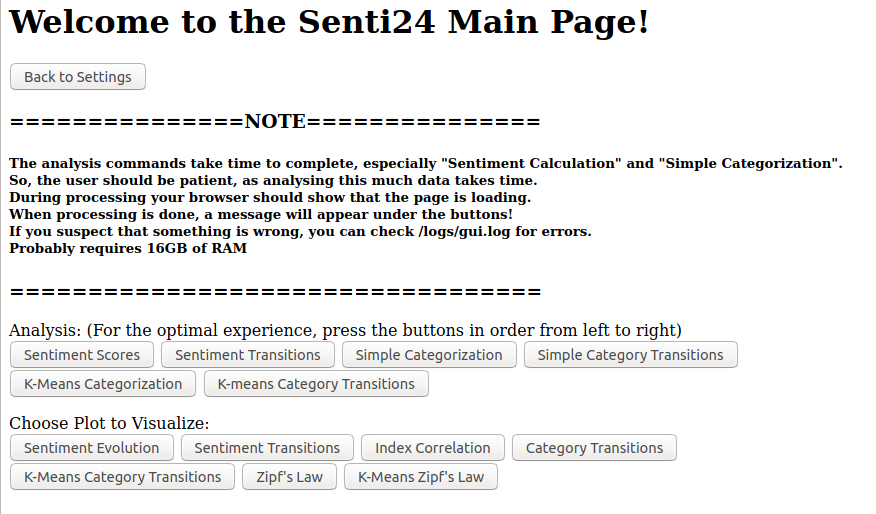 Welcome to the Senti24 Main Page!
Back to Settings
===============NOTE===============
The analysis commands take time to complete, especially "Sentiment Calculation" and "Simple Categorization".
So, the user should be patient, as analysing this much data takes time.
During processing your browser should show that the page is loading.
When processing is done, a message will appear under the buttons!
If you suspect that something is wrong, you can check /logs/gui.log for errors.
Probably requires 16GB of RAM
==================================
Analysis: (For the optimal experience, press the buttons in order from left to right)
Sentiment Scores Sentiment Transitions Simple Categorization Simple Category Transitions
K-Means Categorization K-means Category Transitions
Choose Plot to Visualize:
Sentiment Evolution Sentiment Transitions Index Correlation Category Transitions
K-Means Category Transitions Zipf's Law K-Means Zipf's Law